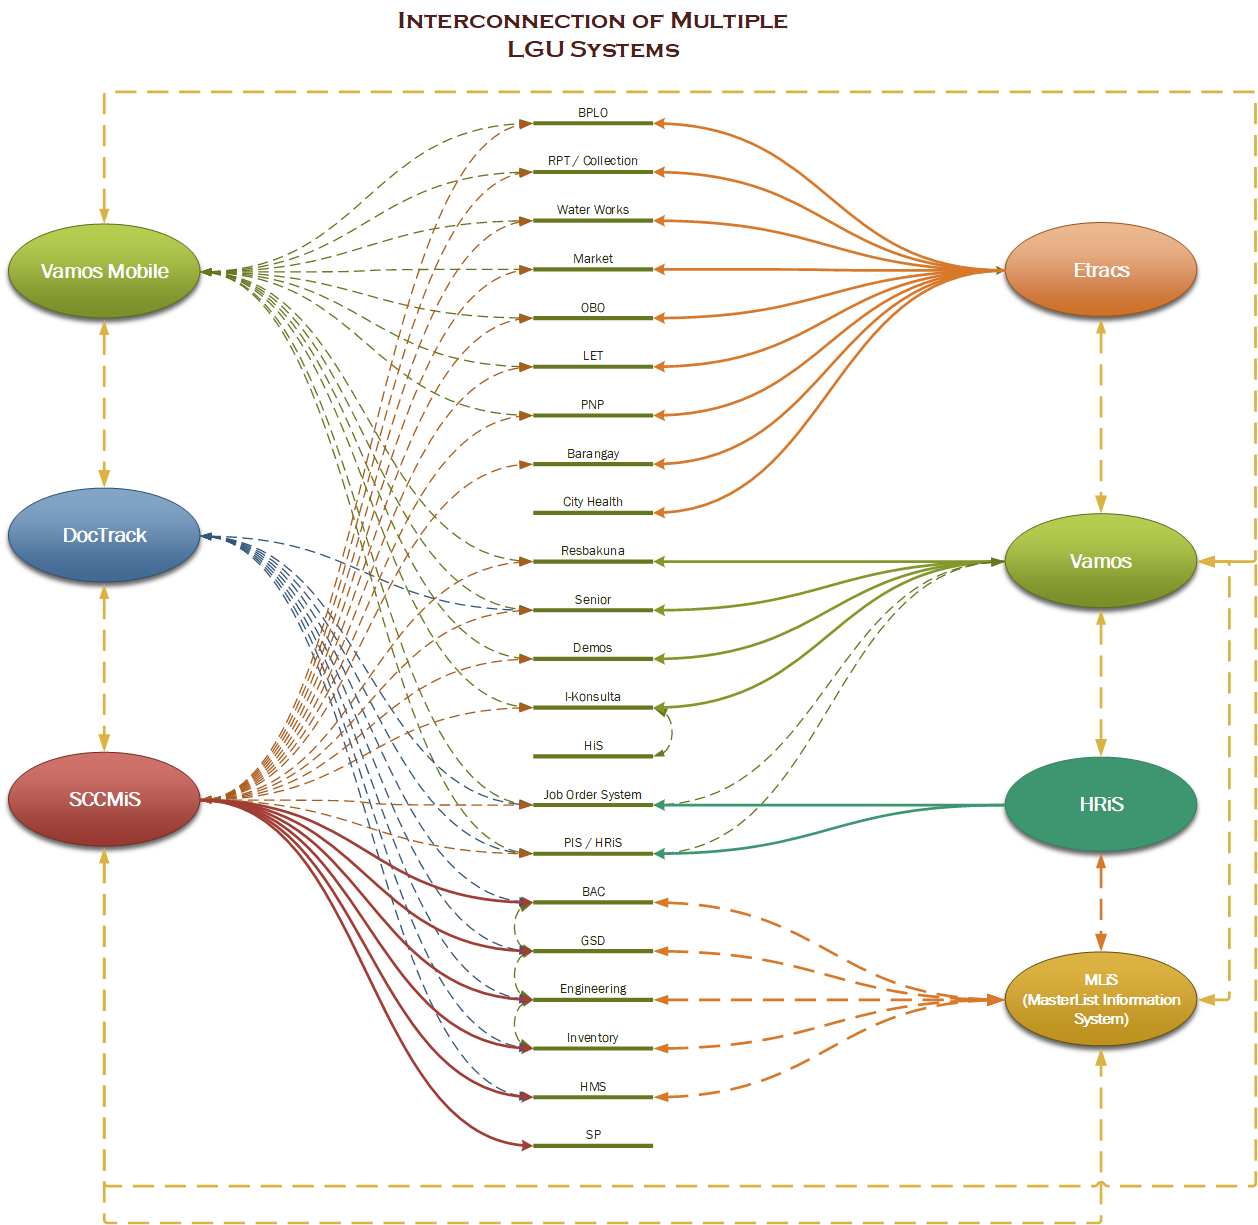 INTERCONNECTION OF MULTIPLE
LGU SYSTEMS
BPLO
RPT / Collection
Water Works
Market
OBO
LET
PNP
Barangay
City Health
Resbakuna
Senior
Demos
I-Konsulta
HiS
Job Order System
PIS / HRiS
BAC
GSD
Engineering
Inventory
HMS
SP
Vamos Mobile
DocTrack
SCCMiS
Etracs
Vamos
HRiS
MLiS
(MasterList Information
System)